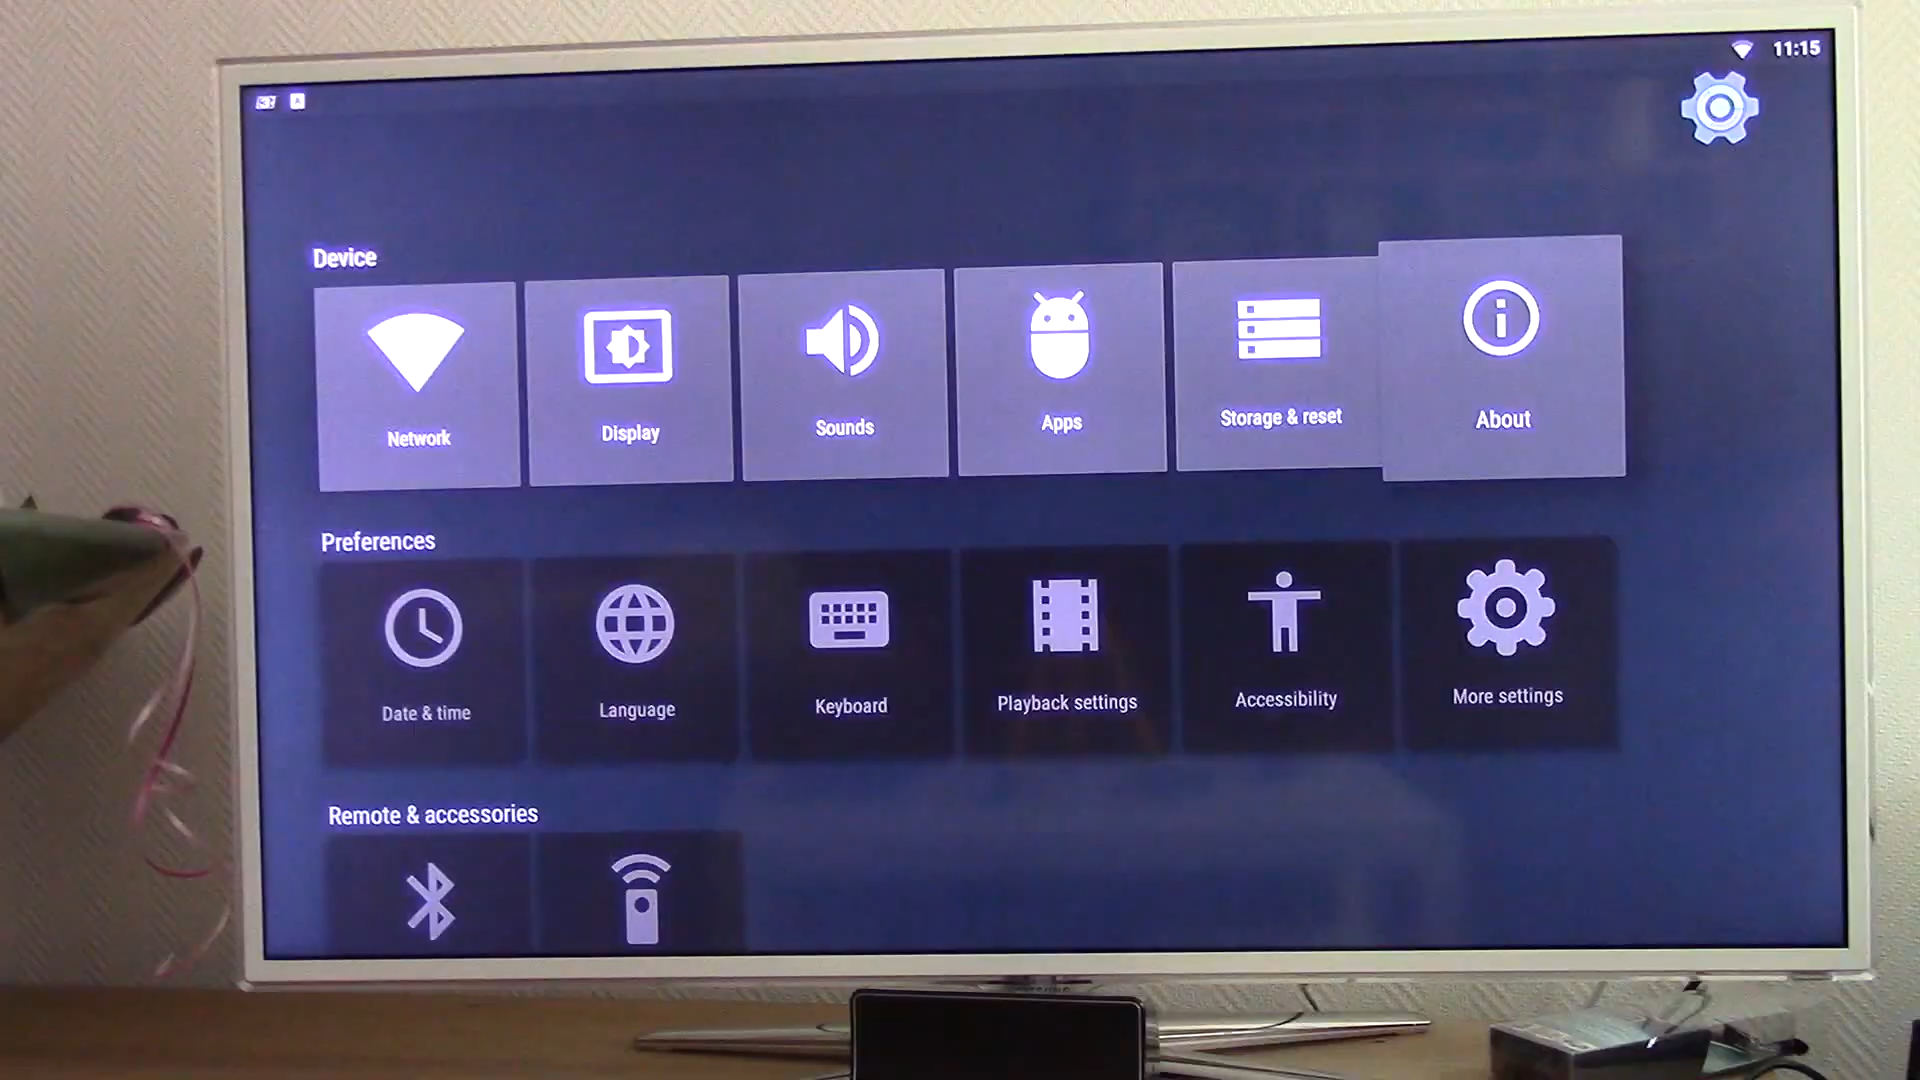 11:15
Device
Network
Display
Sounds
Apps
Storage & reset
About
Preferences
Date & time
Language
Keyboard
Playback settings
Accessibility
More settings
Remote & accessories